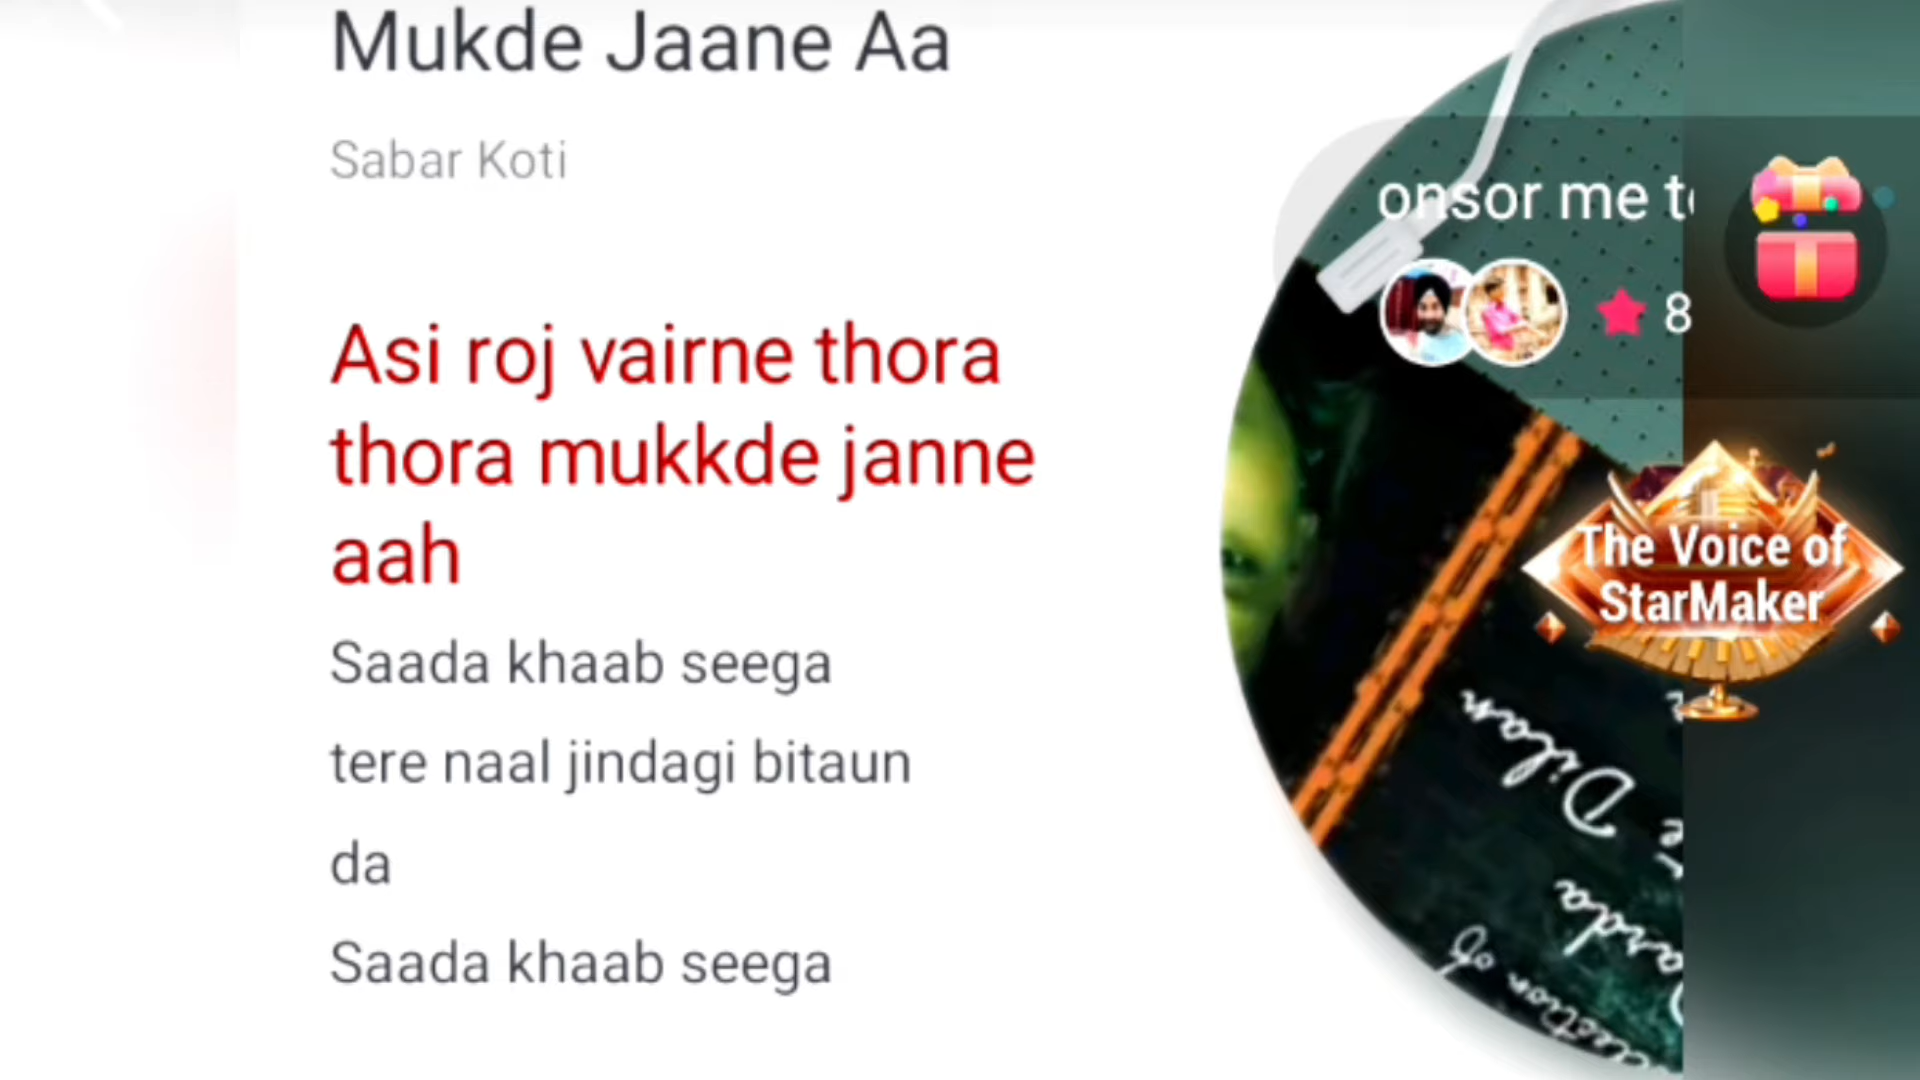 Mukde Jaane Aa
Sabar Koti
onsor me
8
Asi roj vairne thora
thora mukkde janne
aah
The Voice of
StarMaker
Saada khaab seega
tere naal jindagi bitaun
da
Saada khaab seega
Dilan